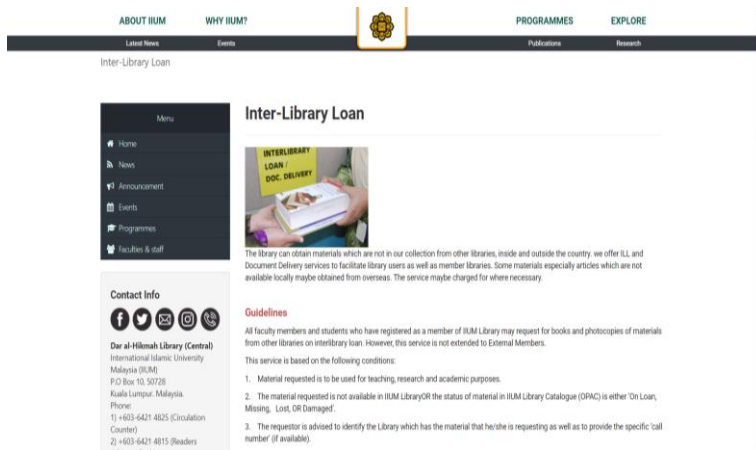 ABOUT IIUM
WHY IIUM?
PROGRAMMES
EXPLORE
Latest News
Events
Publications
Research
Inter-Library Loan
Menu
Home
News
Announcement
Events
Programmes
Faculties & staff
Contact Info
Dar al-Hikmah Library (Central)
International Islamic University
Malaysia (IIUM)
P.O Box 10, 50728
Kuala Lumpur. Malaysia.
Phone:
1) +603-6421 4825 (Circulation
Counter)
2) +603-6421 4815 (Readers
Inter-Library Loan
INTERLIBRARY
LOAN /
DOC. DELIVERY
The library can obtain materials which are not in our collection from other libraries, inside and outside the country. we offer ILL and
Document Delivery services to facilitate library users as well as member libraries. Some materials especially articles which are not
available locally maybe obtained from overseas. The service maybe charged for where necessary.
Guidelines
All faculty members and students who have registered as a member of IIUM Library may request for books and photocopies of materials
from other libraries on interlibrary loan. However, this service is not extended to External Members.
This service is based on the following conditions:
1. Material requested is to be used for teaching, research and academic purposes.
2. The material requested is not available in IIUM LibraryOR the status of material in IIUM Library Catalogue (OPAC) is either 'On Loan,
Missing, Lost, OR Damaged'.
3. The requestor is advised to identify the Library which has the material that he/she is requesting as well as to provide the specific 'call
number' (if available).